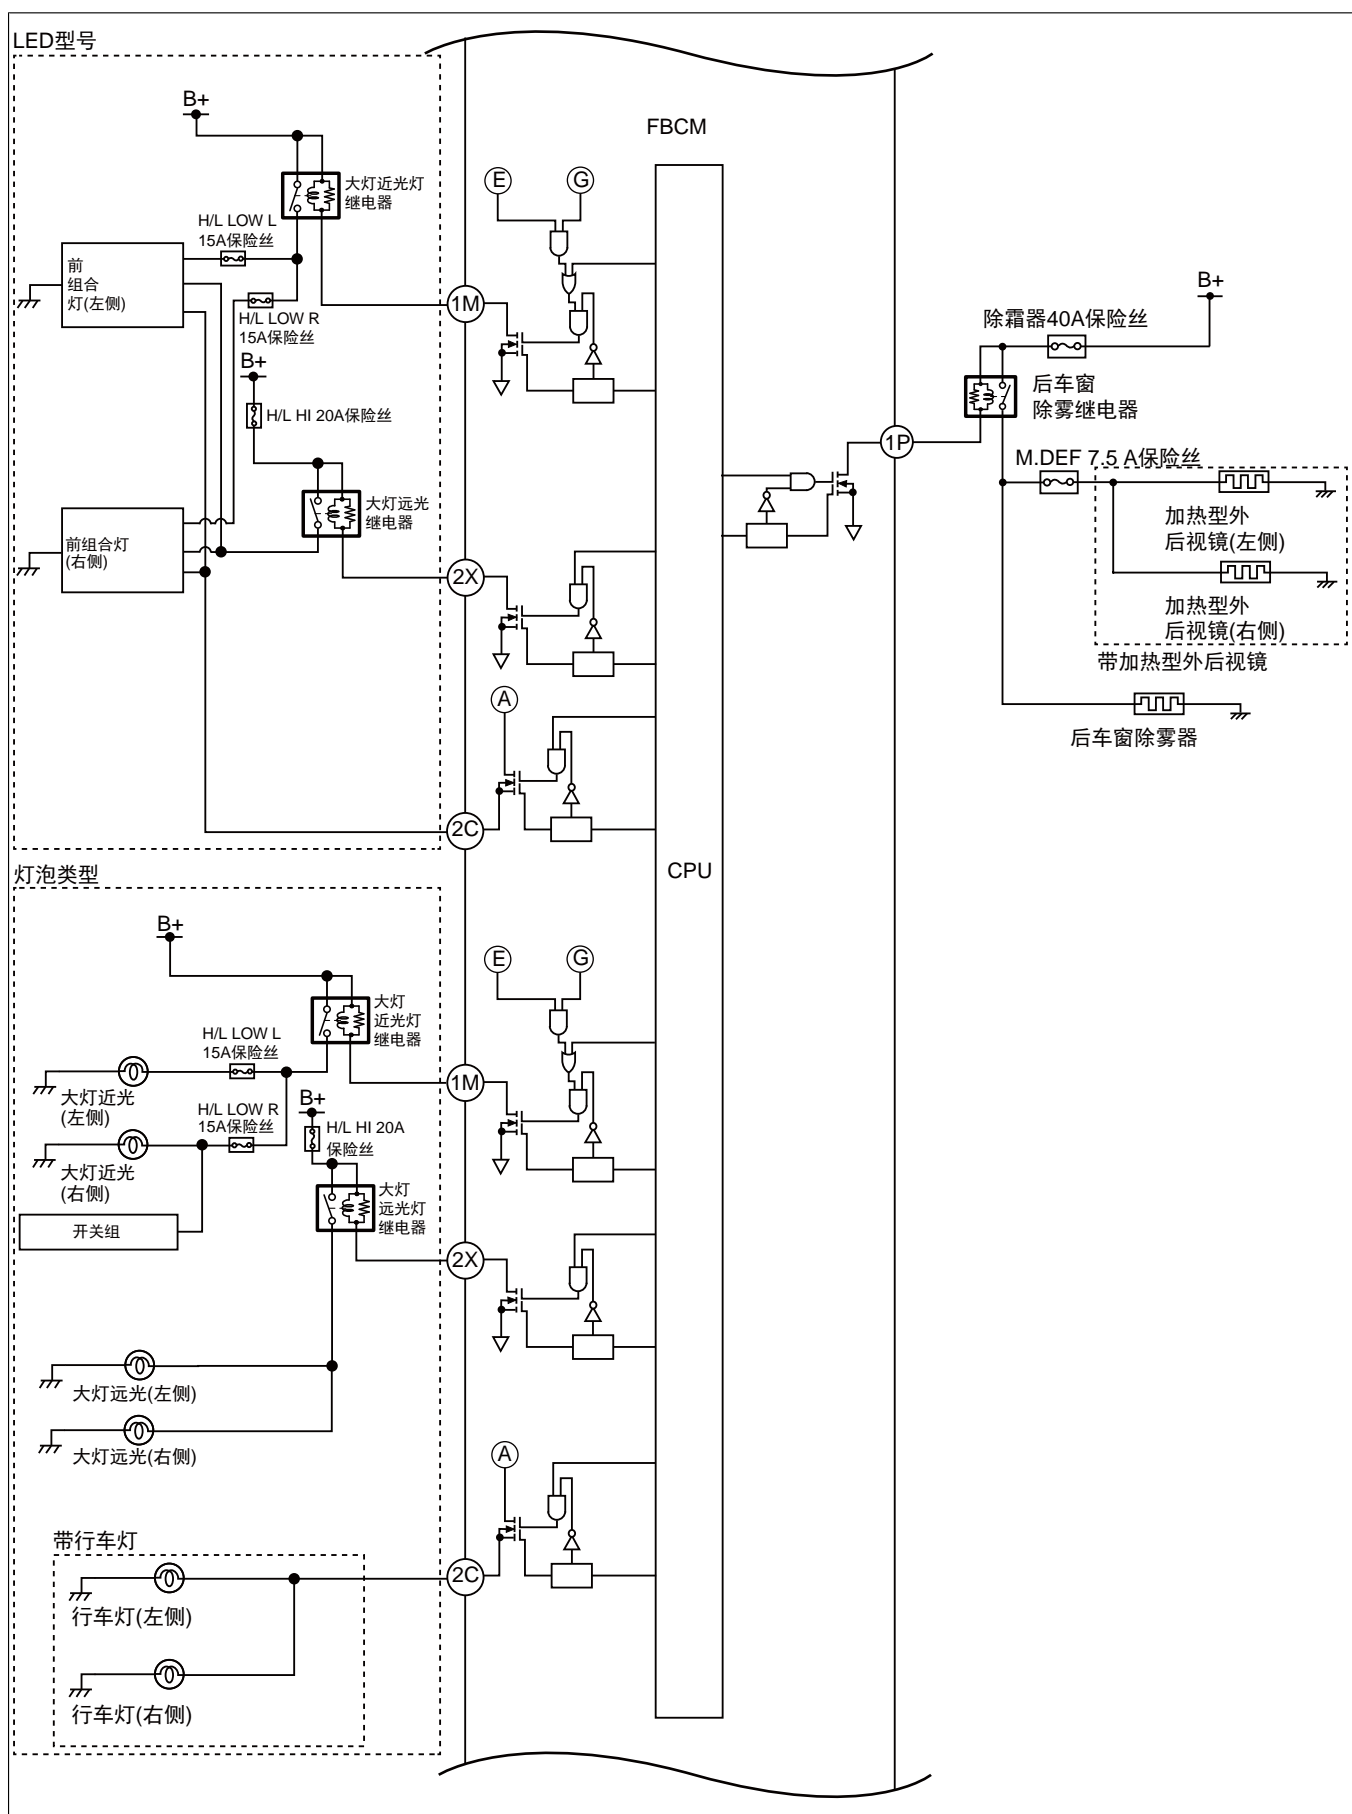 LED型号
B+
FBCM
E
G
大灯近光灯
继电器
H/L LOW L
15A保险丝
前
组合
灯(左侧)
1M
H/L LOW R
15A保险丝
B+
H/L HI 20A保险丝
B+
除霜器40A保险丝
后车窗
除雾继电器
1P
M.DEF 7.5 A保险丝
大灯远光
继电器
前组合灯
(右侧)
加热型外
后视镜(左侧)
2X
加热型外
后视镜(右侧)
带加热型外后视镜
A
后车窗除雾器
2C
CPU
灯泡类型
B+
E
G
大灯
近光灯
继电器
H/L LOW L
15A保险丝
1M
大灯近光
(左侧)
H/L LOW R
15A保险丝
B+
H/L HI 20A
保险丝
大灯近光
(右侧)
大灯
远光灯
继电器
开关组
2X
大灯远光(左侧)
大灯远光(右侧)
A
带行车灯
2C
行车灯(左侧)
行车灯(右侧)